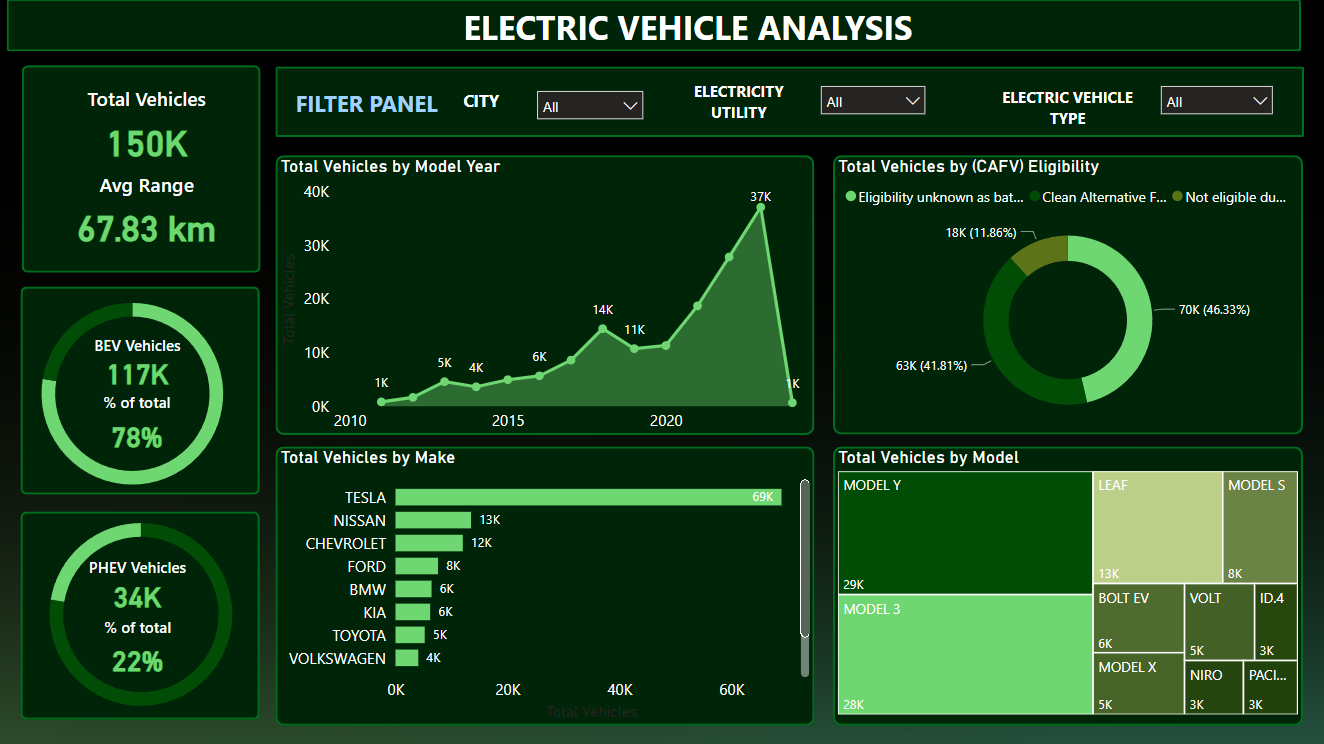 ELECTRIC VEHICLE ANALYSIS
Total Vehicles
150K
Avg Range
67.83 km
FILTER PANEL
CITY
All
ELECTRICITY
UTILITY
All
ELECTRIC VEHICLE
TYPE
All
BEV Vehicles
117K
% of total
78%
PHEV Vehicles
34K
% of total
22%
Total Vehicles by Model Year
Total Vehicles
40K
30K
20K
10K
0K
1K
5K
4K
6K
14K
11K
37K
1K
2010
2015
2020
Total Vehicles by (CAFV) Eligibility
Eligibility unknown as bat...
Clean Alternative F...
Not eligible du...
18K (11.86%)
70K (46.33%)
63K (41.81%)
Total Vehicles by Make
TESLA 69K
NISSAN 13K
CHEVROLET 12K
FORD 8K
BMW 6K
KIA 6K
TOYOTA 5K
VOLKSWAGEN 4K
0K 20K 40K 60K
Total Vehicles
Total Vehicles by Model
MODEL Y
29K
MODEL 3
28K
LEAF
13K
MODEL S
8K
BOLT EV
6K
VOLT
5K
ID.4
3K
MODEL X
5K
NIRO
3K
PACI...
3K